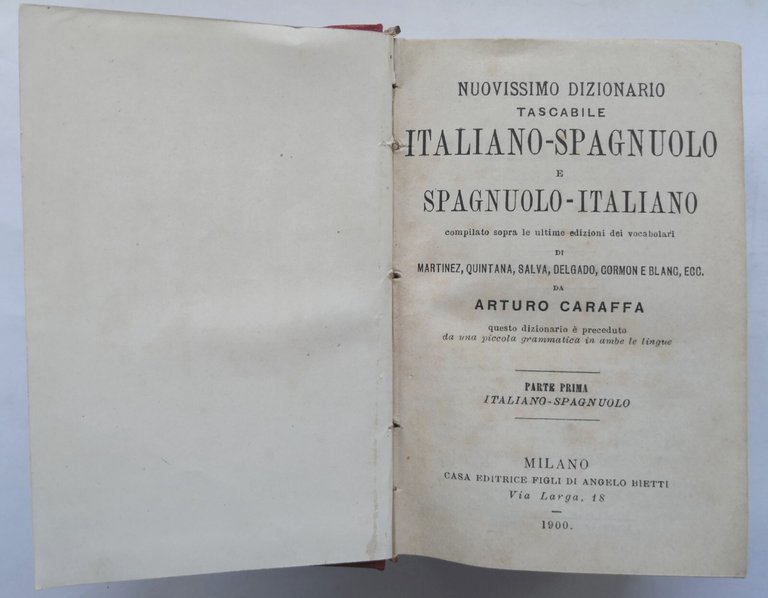 NUOVISSIMO DIZIONARIO
TASCABILE
ITALIANO-SPAGNUOLO
E
SPAGNUOLO-ITALIANO
compilato sopra le ultime edizioni dei vocabolari
DI
MARTINEZ, QUINTANA, SALVA, DELGADO, CORMON E BLANC, ECC.
DA
ARTURO CARAFFA
questo dizionario è preceduto
da una piccola grammatica in ambe le lingue
PARTE PRIMA
ITALIANO-SPAGNUOLO
MILANO
CASA EDITRICE FIGLI DI ANGELO BIETTI
Via Larga, 18
—
1900.